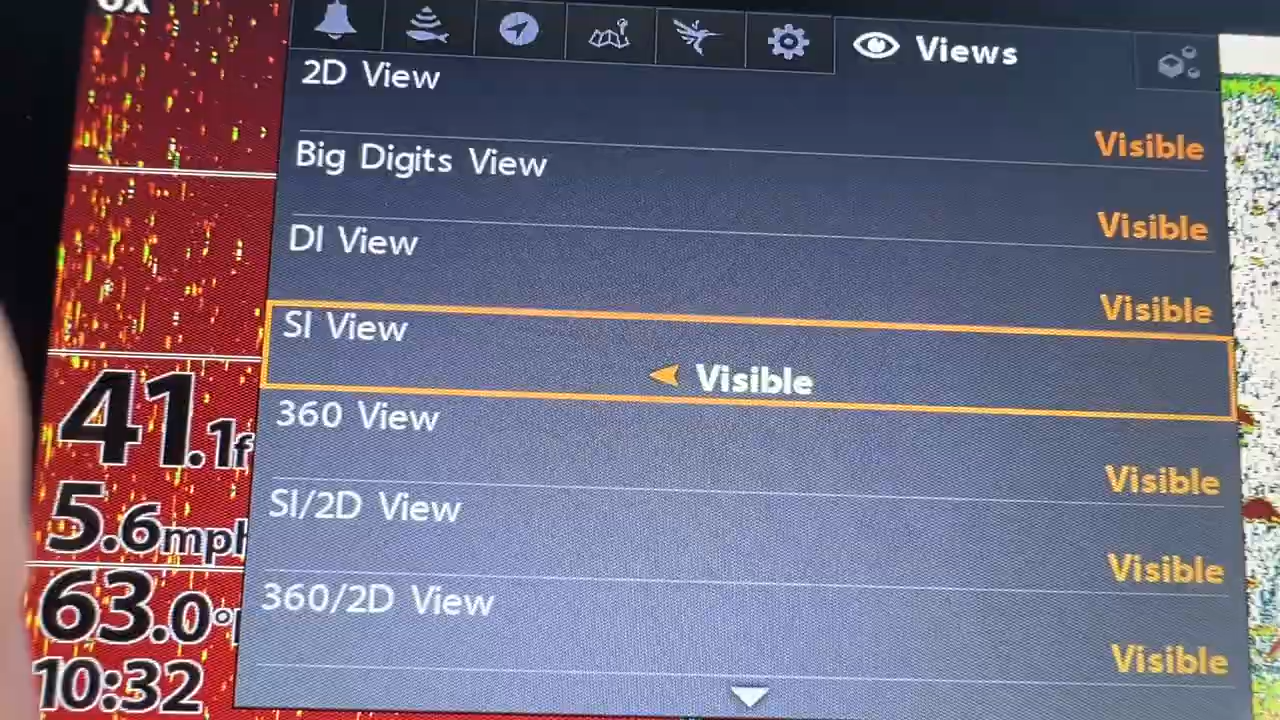 Views
2D View
Visible
Big Digits View
Visible
DI View
Visible
SI View
Visible
360 View
Visible
SI/2D View
Visible
360/2D View
Visible
41.1f
5.6mph
63.0°
10:32